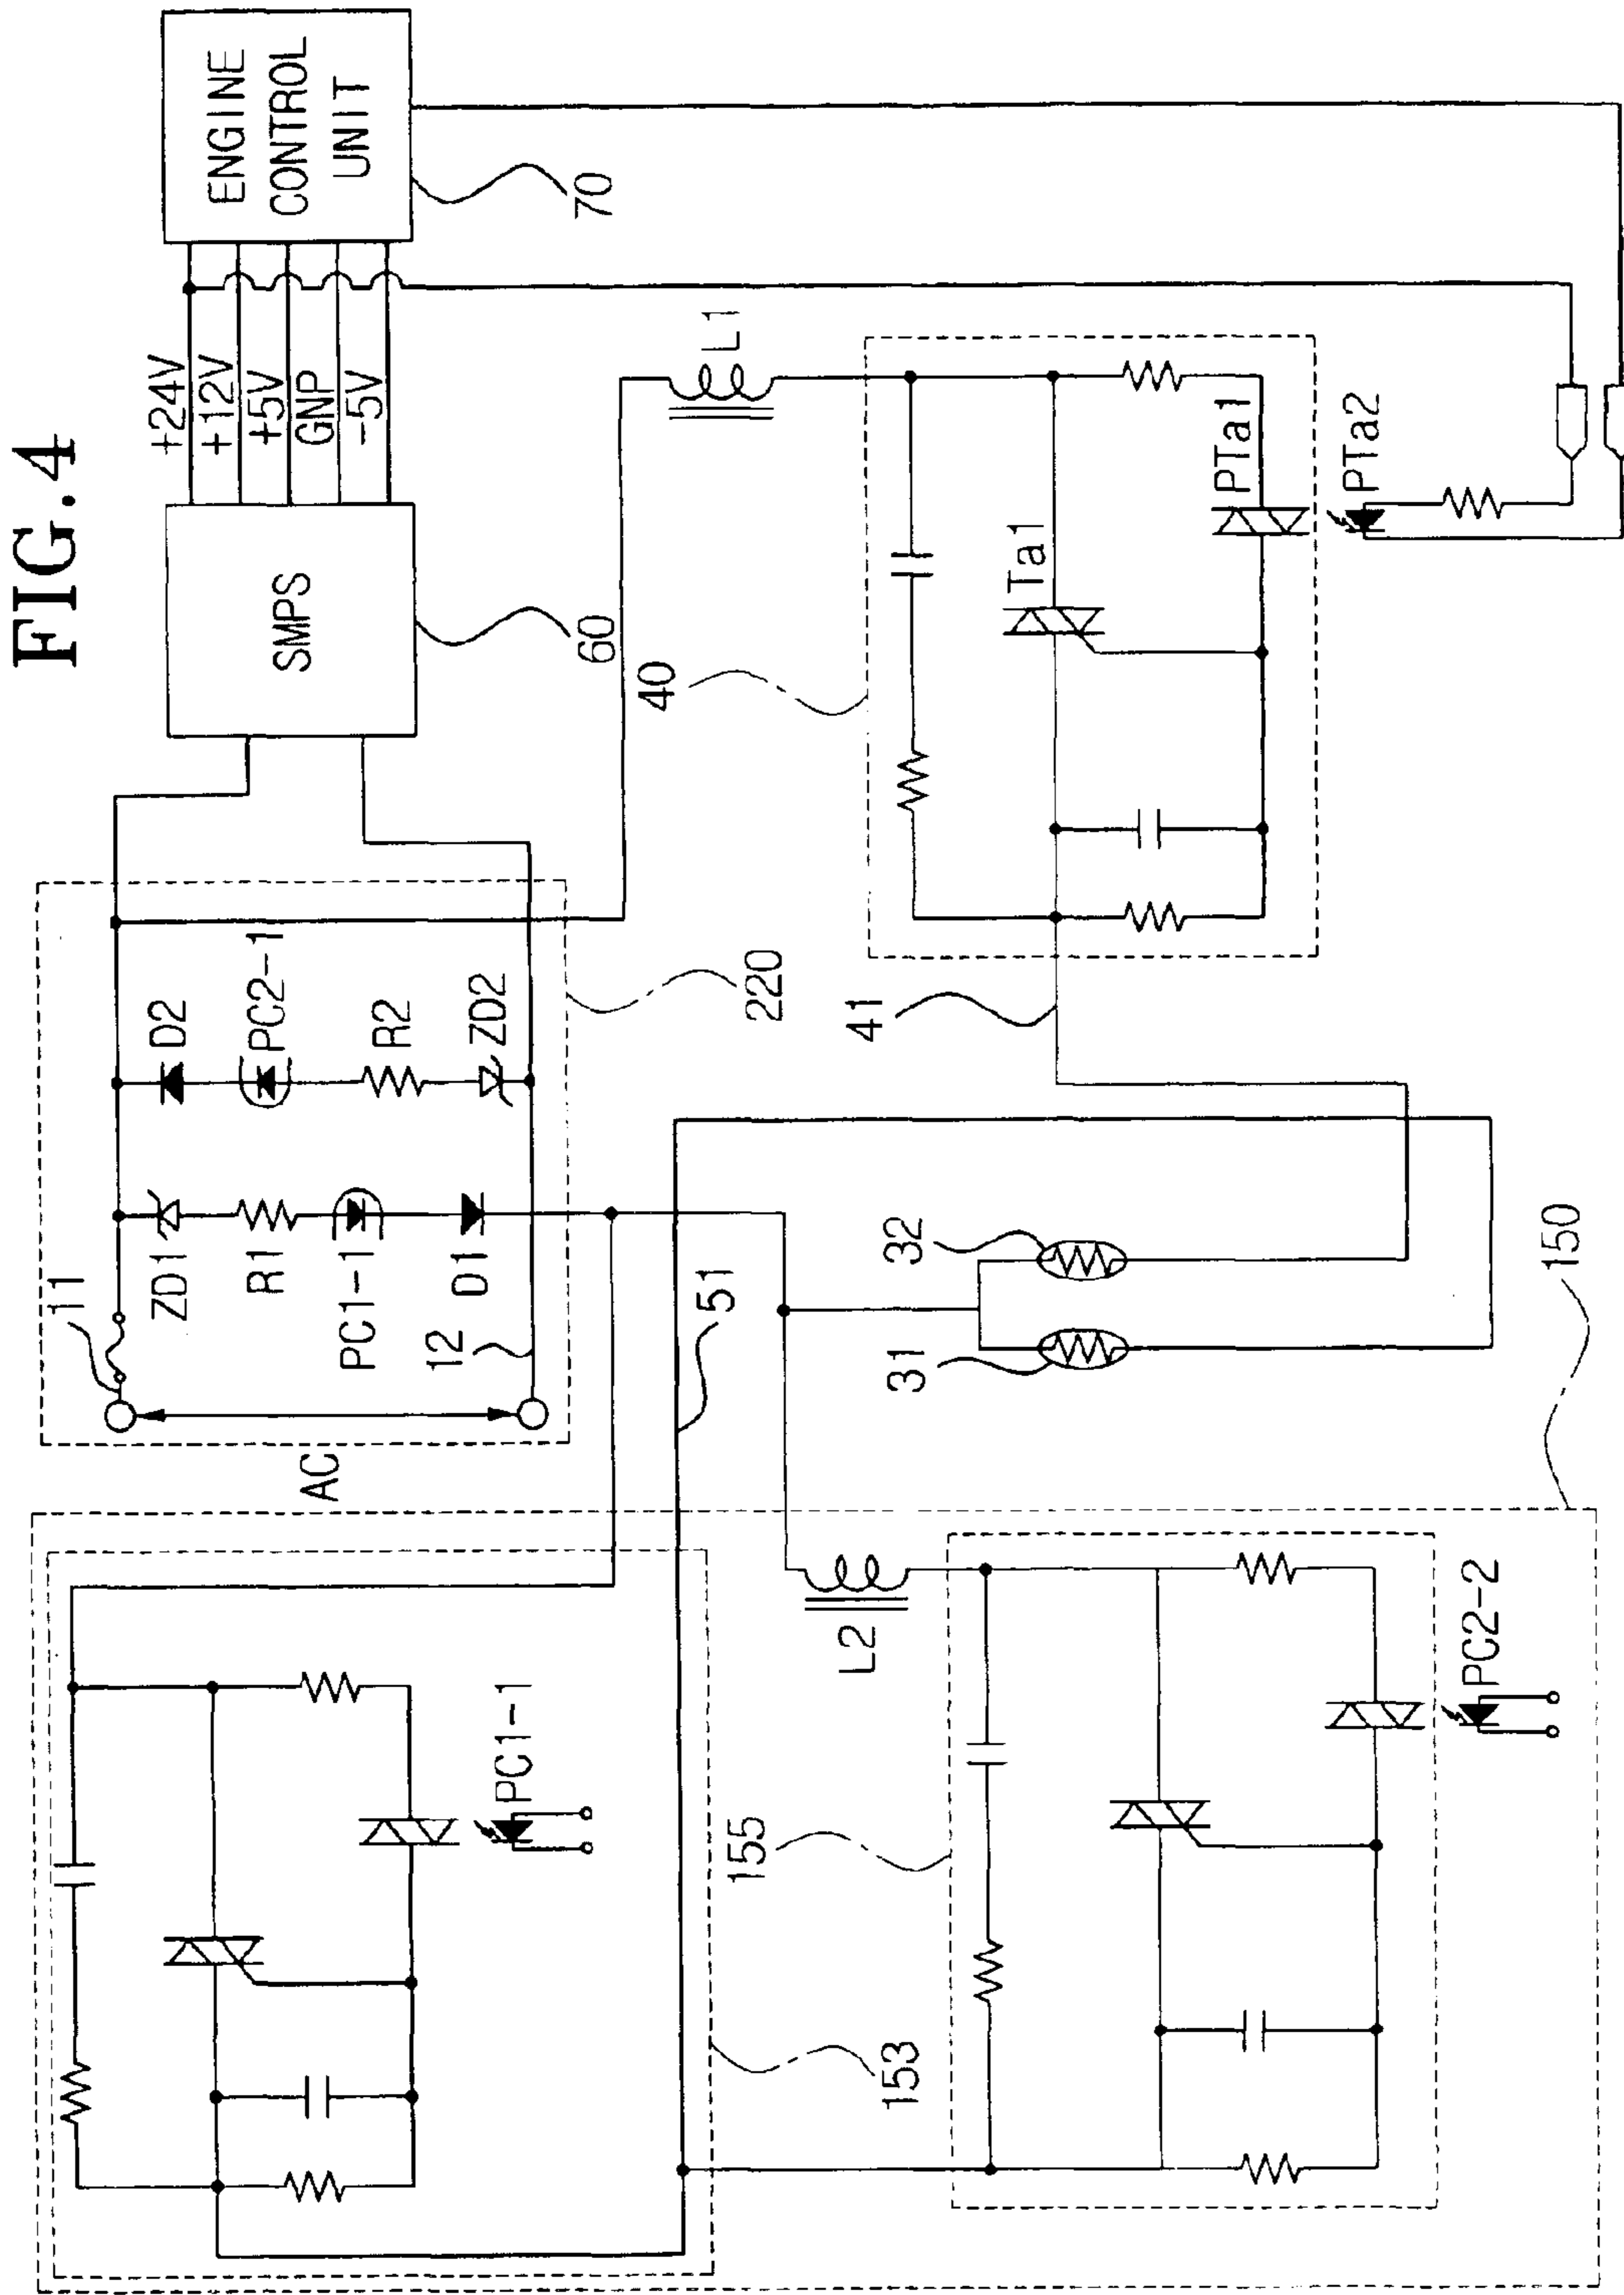 FIG.4
11
ZD1
R1
PC1-1
D1
12
AC
D2
PC2-1
R2
ZD2
220
SMPS
60
+24V
+12V
+5V
GNP
-5V
ENGINE
CONTROL
UNIT
70
PC1-1
153
51
L2
155
PC2-2
150
31
32
41
40
L1
Ta1
PTa1
PTa2